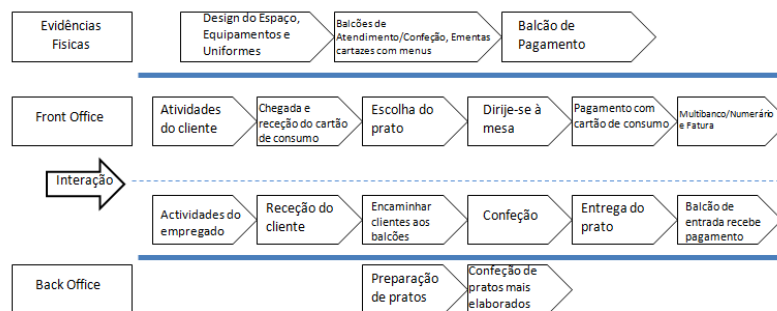 Evidências
Fisicas
Design do Espaço,
Equipamentos e
Uniformes
Balcões de
Atendimento/Confeção, Ementas
cartazes com menus
Balcão de
Pagamento
Front Office
Atividades
do cliente
Chegada e
receção do cartão
de consumo
Escolha do
prato
Dirije-se à
mesa
Pagamento com
cartão de consumo
Multibanco/Numerário
e Fatura
Interação
Actividades do
empregado
Receção do
cliente
Encaminhar
clientes aos
balcões
Confeção
Entrega do
prato
Balcão de
entrada recebe
pagamento
Back Office
Preparação
de pratos
Confeção de
pratos mais
elaborados